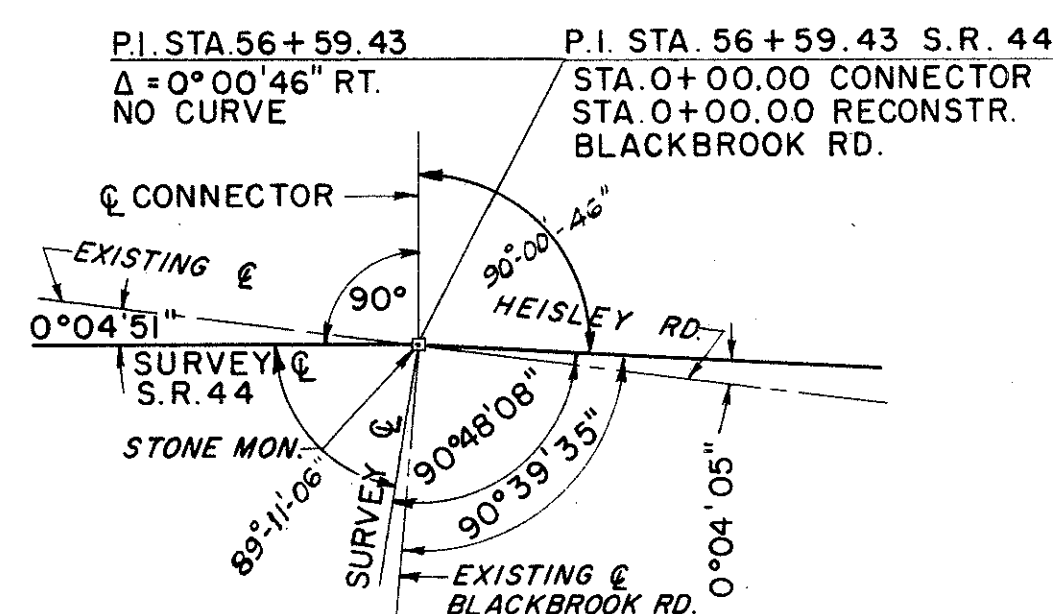 P.I. STA. 56+59.43
Δ = 0°00'46" RT.
NO CURVE
P.I. STA. 56+59.43 S.R. 44
STA. 0+00.00 CONNECTOR
STA. 0+00.00 RECONSTR.
BLACKBROOK RD.
℄ CONNECTOR
90°-00'-46"
EXISTING ℄
90°
HEISLEY RD.
0°04'51"
SURVEY ℄
S.R. 44
STONE MON.
89°-11'-06"
SURVEY ℄
90°48'08"
90°39'35"
0°04'05"
EXISTING ℄
BLACKBROOK RD.